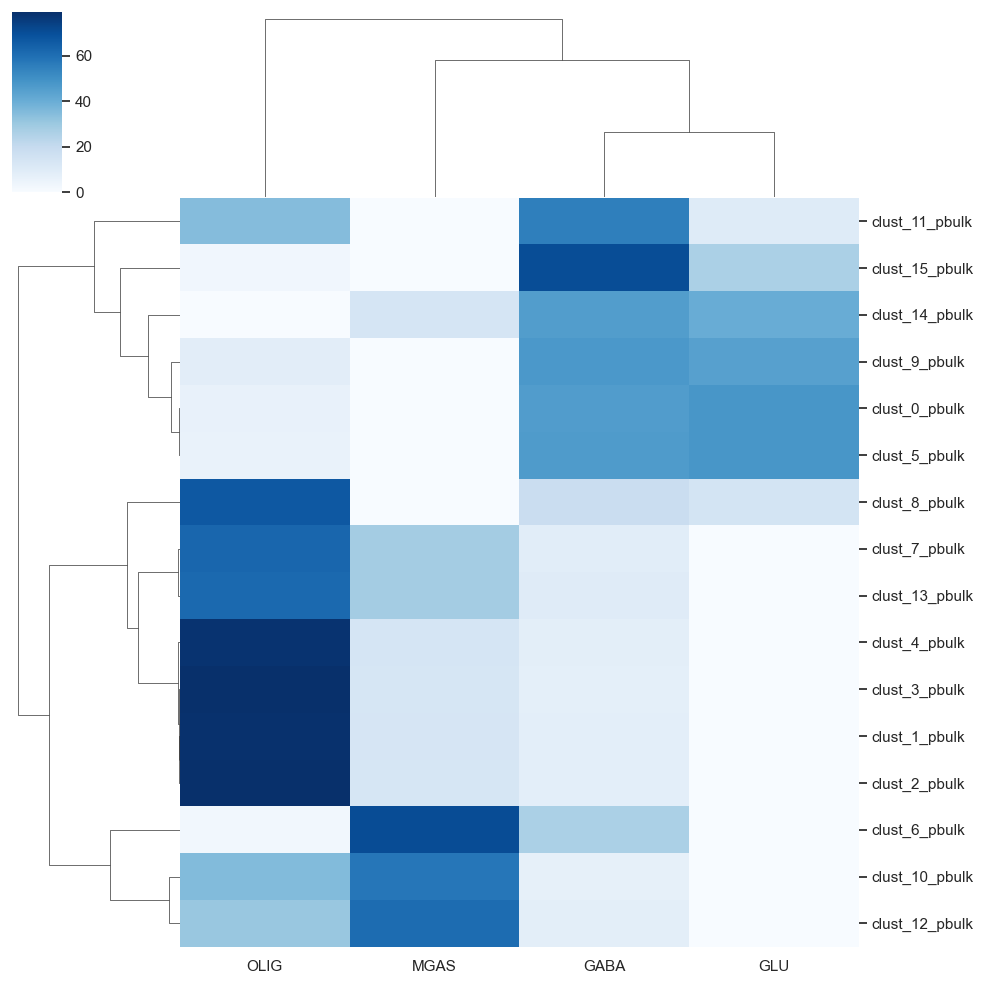 60
40
20
0
clust_11_pbulk
clust_15_pbulk
clust_14_pbulk
clust_9_pbulk
clust_0_pbulk
clust_5_pbulk
clust_8_pbulk
clust_7_pbulk
clust_13_pbulk
clust_4_pbulk
clust_3_pbulk
clust_1_pbulk
clust_2_pbulk
clust_6_pbulk
clust_10_pbulk
clust_12_pbulk
OLIG MGAS GABA GLU